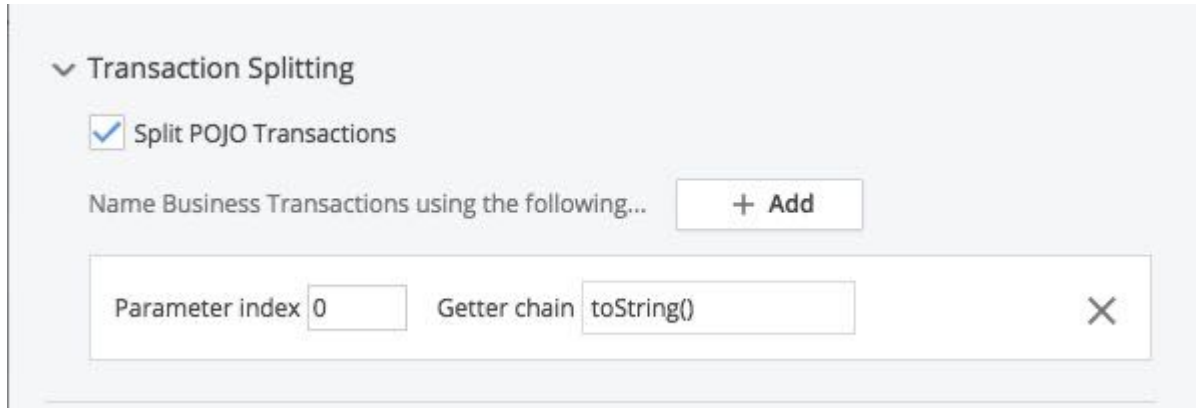 Transaction Splitting
Split POJO Transactions
Name Business Transactions using the following... + Add
Parameter index 0 Getter chain toString()